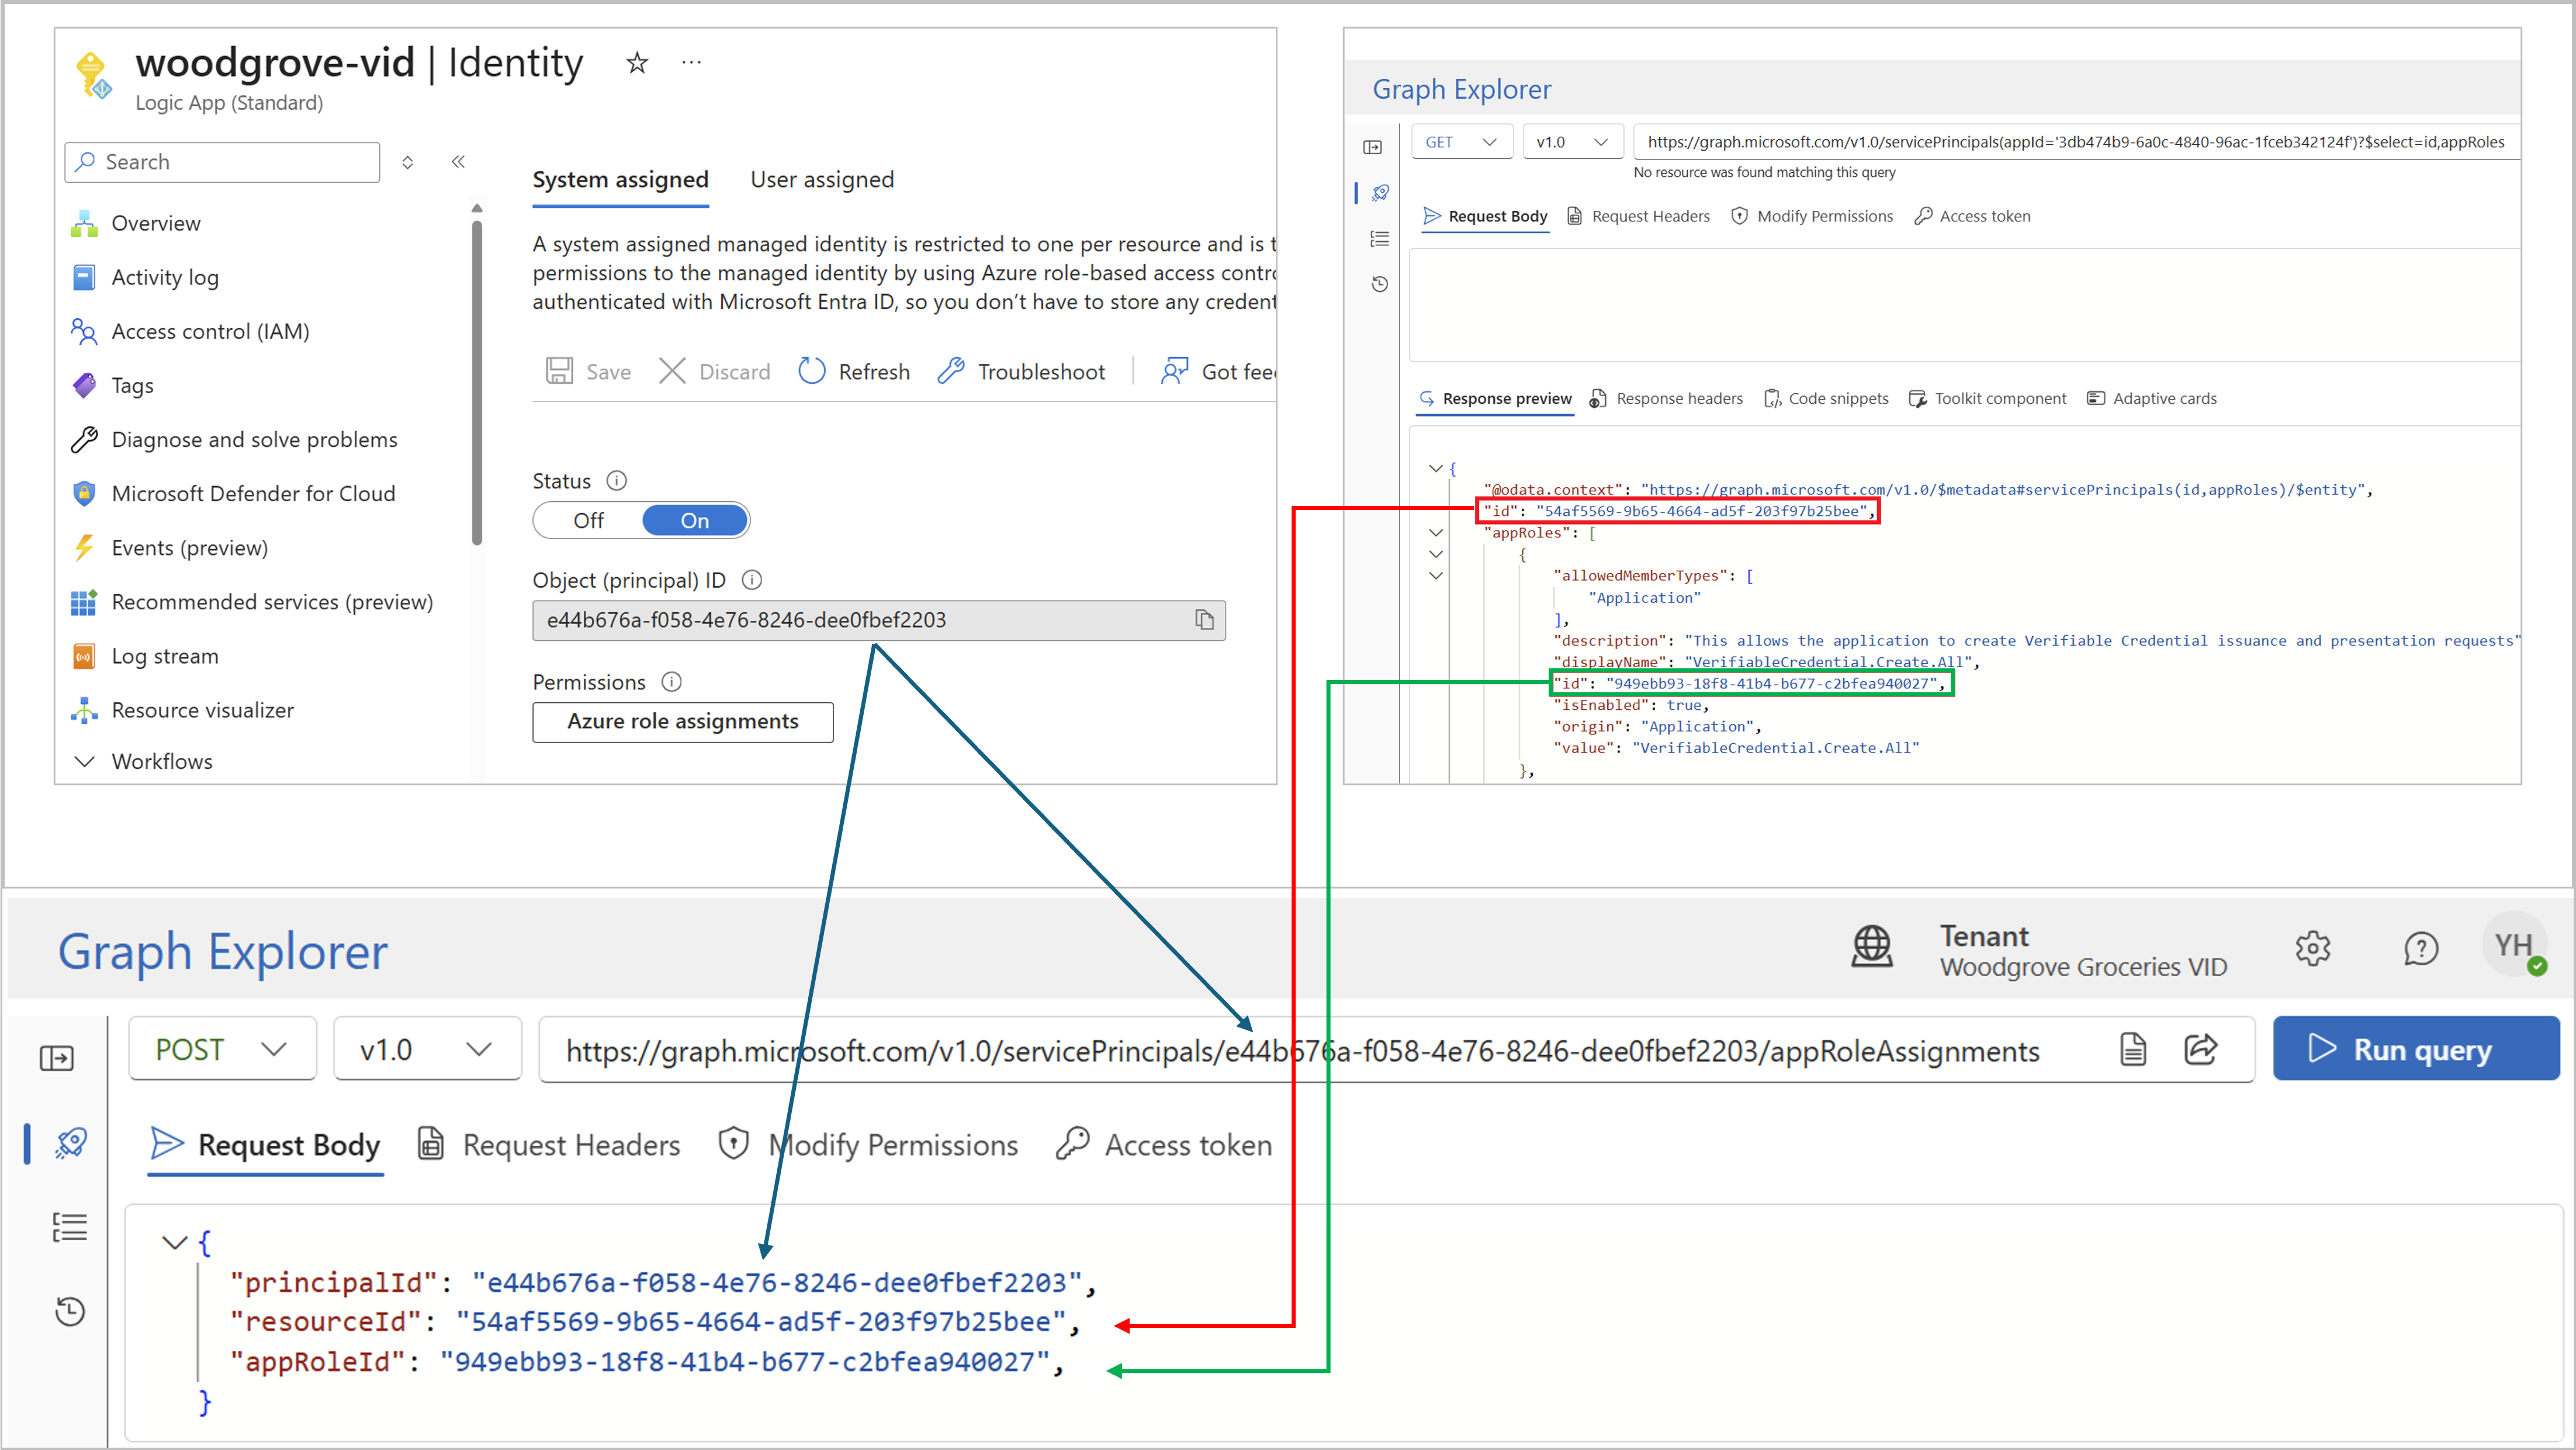 woodgrove-vid | Identity
Logic App (Standard)
Search
Overview
Activity log
Access control (IAM)
Tags
Diagnose and solve problems
Microsoft Defender for Cloud
Events (preview)
Recommended services (preview)
Log stream
Resource visualizer
Workflows
System assigned User assigned
A system assigned managed identity is restricted to one per resource and is
permissions to the managed identity by using Azure role-based access
authenticated with Microsoft Entra ID, so you don't have to store any
Save Discard Refresh Troubleshoot Got
Status
Off On
Object (principal) ID
e44b676a-f058-4e76-8246-dee0fbef2203
Permissions
Azure role assignments
Graph Explorer
GET v1.0 https://graph.microsoft.com/v1.0/servicePrincipals(appId='3db474b9-6a0c-4840-96ac-1fceb342124f')?$select=id,appRoles
No resource was found matching this query
Request Body Request Headers Modify Permissions Access token
Response preview Response headers Code snippets Toolkit component Adaptive cards
{
"@odata.context": "https://graph.microsoft.com/v1.0/$metadata#servicePrincipals(id,appRoles)/$entity",
"id": "54af5569-9b65-4664-ad5f-203f97b25bee",
"appRoles": [
{
"allowedMemberTypes": [
"Application"
],
"description": "This allows the application to create Verifiable Credential issuance and presentation requests"
"displayName": "VerifiableCredential.Create.All",
"id": "949ebb93-18f8-41b4-b677-c2bfea940027",
"isEnabled": true,
"origin": "Application",
"value": "VerifiableCredential.Create.All"
},
Graph Explorer
Tenant
Woodgrove Groceries VID
YH
POST v1.0 https://graph.microsoft.com/v1.0/servicePrincipals/e44b676a-f058-4e76-8246-dee0fbef2203/appRoleAssignments Run query
Request Body Request Headers Modify Permissions Access token
{
"principalId": "e44b676a-f058-4e76-8246-dee0fbef2203",
"resourceId": "54af5569-9b65-4664-ad5f-203f97b25bee",
"appRoleId": "949ebb93-18f8-41b4-b677-c2bfea940027",
}